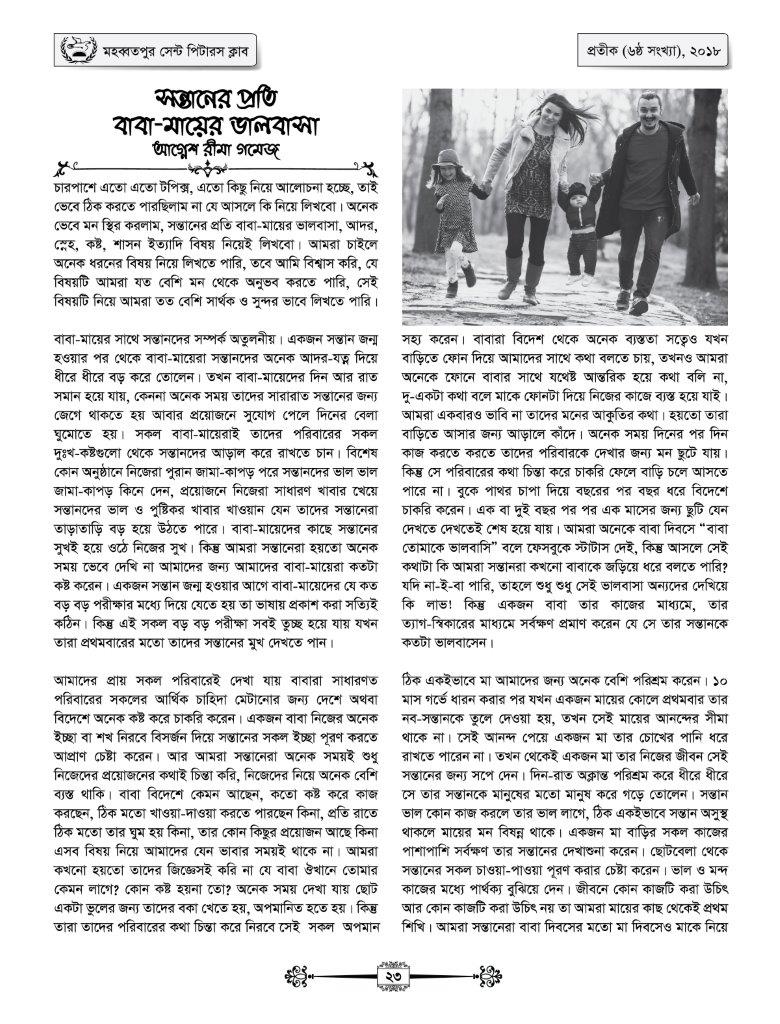 মহব্বতপুর সেন্ট পিটারস ক্লাব
প্রতীক (৬ষ্ঠ সংখ্যা), ২০১৮
সন্তানের প্রতি
বাবা-মায়ের ভালবাসা
আগ্নেশ রীমা গমেজ
চারপাশে এতো এতো টপিক্স, এতো কিছু নিয়ে আলোচনা হচ্ছে, তাই
ভেবে ঠিক করতে পারছিলাম না যে আসলে কি নিয়ে লিখবো। অনেক
ভেবে মন স্থির করলাম, সন্তানের প্রতি বাবা-মায়ের ভালবাসা, আদর,
স্নেহ, কষ্ট, শাসন ইত্যাদি বিষয় নিয়েই লিখবো। আমরা চাইলে
অনেক ধরনের বিষয় নিয়ে লিখতে পারি, তবে আমি বিশ্বাস করি, যে
বিষয়টি আমরা যত বেশি মন থেকে অনুভব করতে পারি, সেই
বিষয়টি নিয়ে আমরা তত বেশি সার্থক ও সুন্দর ভাবে লিখতে পারি।
বাবা-মায়ের সাথে সন্তানদের সম্পর্ক অতুলনীয়। একজন সন্তান জন্ম
হওয়ার পর থেকে বাবা-মায়েরা সন্তানদের অনেক আদর-যত্ন দিয়ে
ধীরে ধীরে বড় করে তোলেন। তখন বাবা-মায়েদের দিন আর রাত
সমান হয়ে যায়, কেননা অনেক সময় তাদের সারারাত সন্তানের জন্য
জেগে থাকতে হয় আবার প্রয়োজনে সুযোগ পেলে দিনের বেলা
ঘুমোতে হয়। সকল বাবা-মায়েরাই তাদের পরিবারের সকল
দুঃখ-কষ্টগুলো থেকে সন্তানদের আড়াল করে রাখতে চান। বিশেষ
কোন অনুষ্ঠানে নিজেরা পুরান জামা-কাপড় পরে সন্তানদের ভাল ভাল
জামা-কাপড় কিনে দেন, প্রয়োজনে নিজেরা সাধারণ খাবার খেয়ে
সন্তানদের ভাল ও পুষ্টিকর খাবার খাওয়ান যেন তাদের সন্তানেরা
তাড়াতাড়ি বড় হয়ে উঠতে পারে। বাবা-মায়েদের কাছে সন্তানের
সুখই হয়ে ওঠে নিজের সুখ। কিন্তু আমরা সন্তানেরা হয়তো অনেক
সময় ভেবে দেখি না আমাদের জন্য আমাদের বাবা-মায়েরা কতটা
কষ্ট করেন। একজন সন্তান জন্ম হওয়ার আগে বাবা-মায়েদের যে কত
বড় বড় পরীক্ষার মধ্যে দিয়ে যেতে হয় তা ভাষায় প্রকাশ করা সত্যিই
কঠিন। কিন্তু এই সকল বড় বড় পরীক্ষা সবই তুচ্ছ হয়ে যায় যখন
তারা প্রথমবারের মতো তাদের সন্তানের মুখ দেখতে পান।
আমাদের প্রায় সকল পরিবারেই দেখা যায় বাবারা সাধারণত
পরিবারের সকলের আর্থিক চাহিদা মেটানোর জন্য দেশে অথবা
বিদেশে অনেক কষ্ট করে চাকরি করেন। একজন বাবা নিজের অনেক
ইচ্ছা বা শখ নিরবে বিসর্জন দিয়ে সন্তানের সকল ইচ্ছা পূরণ করতে
আপ্রাণ চেষ্টা করেন। আর আমরা সন্তানেরা অনেক সময়ই শুধু
নিজেদের প্রয়োজনের কথাই চিন্তা করি, নিজেদের নিয়ে অনেক বেশি
ব্যস্ত থাকি। বাবা বিদেশে কেমন আছেন, কতো কষ্ট করে কাজ
করছেন, ঠিক মতো খাওয়া-দাওয়া করতে পারছেন কিনা, প্রতি রাতে
ঠিক মতো তার ঘুম হয় কিনা, তার কোন কিছুর প্রয়োজন আছে কিনা
এসব বিষয় নিয়ে আমাদের যেন ভাবার সময়ই থাকে না। আমরা
কখনো হয়তো তাদের জিজ্ঞেসই করি না যে বাবা ঔখানে তোমার
কেমন লাগে? কোন কষ্ট হয়না তো? অনেক সময় দেখা যায় ছোট
একটা ভুলের জন্য তাদের বকা খেতে হয়, অপমানিত হতে হয়। কিন্তু
তারা তাদের পরিবারের কথা চিন্তা করে নিরবে সেই সকল অপমান
সহ্য করেন। বাবারা বিদেশ থেকে অনেক ব্যস্ততা সত্বেও যখন
বাড়িতে ফোন দিয়ে আমাদের সাথে কথা বলতে চায়, তখনও আমরা
অনেকে ফোনে বাবার সাথে যথেষ্ট আন্তরিক হয়ে কথা বলি না,
দু-একটা কথা বলে মাকে ফোনটা দিয়ে নিজের কাজে ব্যস্ত হয়ে যাই।
আমরা একবারও ভাবি না তাদের মনের আকুতির কথা। হয়তো তারা
বাড়িতে আসার জন্য আড়ালে কাঁদে। অনেক সময় দিনের পর দিন
কাজ করতে করতে তাদের পরিবারকে দেখার জন্য মন ছুটে যায়।
কিন্তু সে পরিবারের কথা চিন্তা করে চাকরি ফেলে বাড়ি চলে আসতে
পারে না। বুকে পাথর চাপা দিয়ে বছরের পর বছর ধরে বিদেশে
চাকরি করেন। এক বা দুই বছর পর পর এক মাসের জন্য ছুটি যেন
দেখতে দেখতেই শেষ হয়ে যায়। আমরা অনেকে বাবা দিবসে “বাবা
তোমাকে ভালবাসি” বলে ফেসবুকে স্টাটাস দেই, কিন্তু আসলে সেই
কথাটা কি আমরা সন্তানরা কখনো বাবাকে জড়িয়ে ধরে বলতে পারি?
যদি না-ই-বা পারি, তাহলে শুধু শুধু সেই ভালবাসা অন্যদের দেখিয়ে
কি লাভ! কিন্তু একজন বাবা তার কাজের মাধ্যমে, তার
ত্যাগ-স্বিকারের মাধ্যমে সর্বক্ষণ প্রমাণ করেন যে সে তার সন্তানকে
কতটা ভালবাসেন।
ঠিক একইভাবে মা আমাদের জন্য অনেক বেশি পরিশ্রম করেন। ১০
মাস গর্ভে ধারন করার পর যখন একজন মায়ের কোলে প্রথমবার তার
নব-সন্তানকে তুলে দেওয়া হয়, তখন সেই মায়ের আনন্দের সীমা
থাকে না। সেই আনন্দ পেয়ে একজন মা তার চোখের পানি ধরে
রাখতে পারেন না। তখন থেকেই একজন মা তার নিজের জীবন সেই
সন্তানের জন্য সপে দেন। দিন-রাত অক্লান্ত পরিশ্রম করে ধীরে ধীরে
সে তার সন্তানকে মানুষের মতো মানুষ করে গড়ে তোলেন। সন্তান
ভাল কোন কাজ করলে তার ভাল লাগে, ঠিক একইভাবে সন্তান অসুস্থ
থাকলে মায়ের মন বিষন্ন থাকে। একজন মা বাড়ির সকল কাজের
পাশাপাশি সর্বক্ষণ তার সন্তানের দেখাশুনা করেন। ছোটবেলা থেকে
সন্তানের সকল চাওয়া-পাওয়া পূরণ করার চেষ্টা করেন। ভাল ও মন্দ
কাজের মধ্যে পার্থক্য বুঝিয়ে দেন। জীবনে কোন কাজটি করা উচিৎ
আর কোন কাজটি করা উচিৎ নয় তা আমরা মায়ের কাছ থেকেই প্রথম
শিখি। আমরা সন্তানেরা বাবা দিবসের মতো মা দিবসেও মাকে নিয়ে
২৩